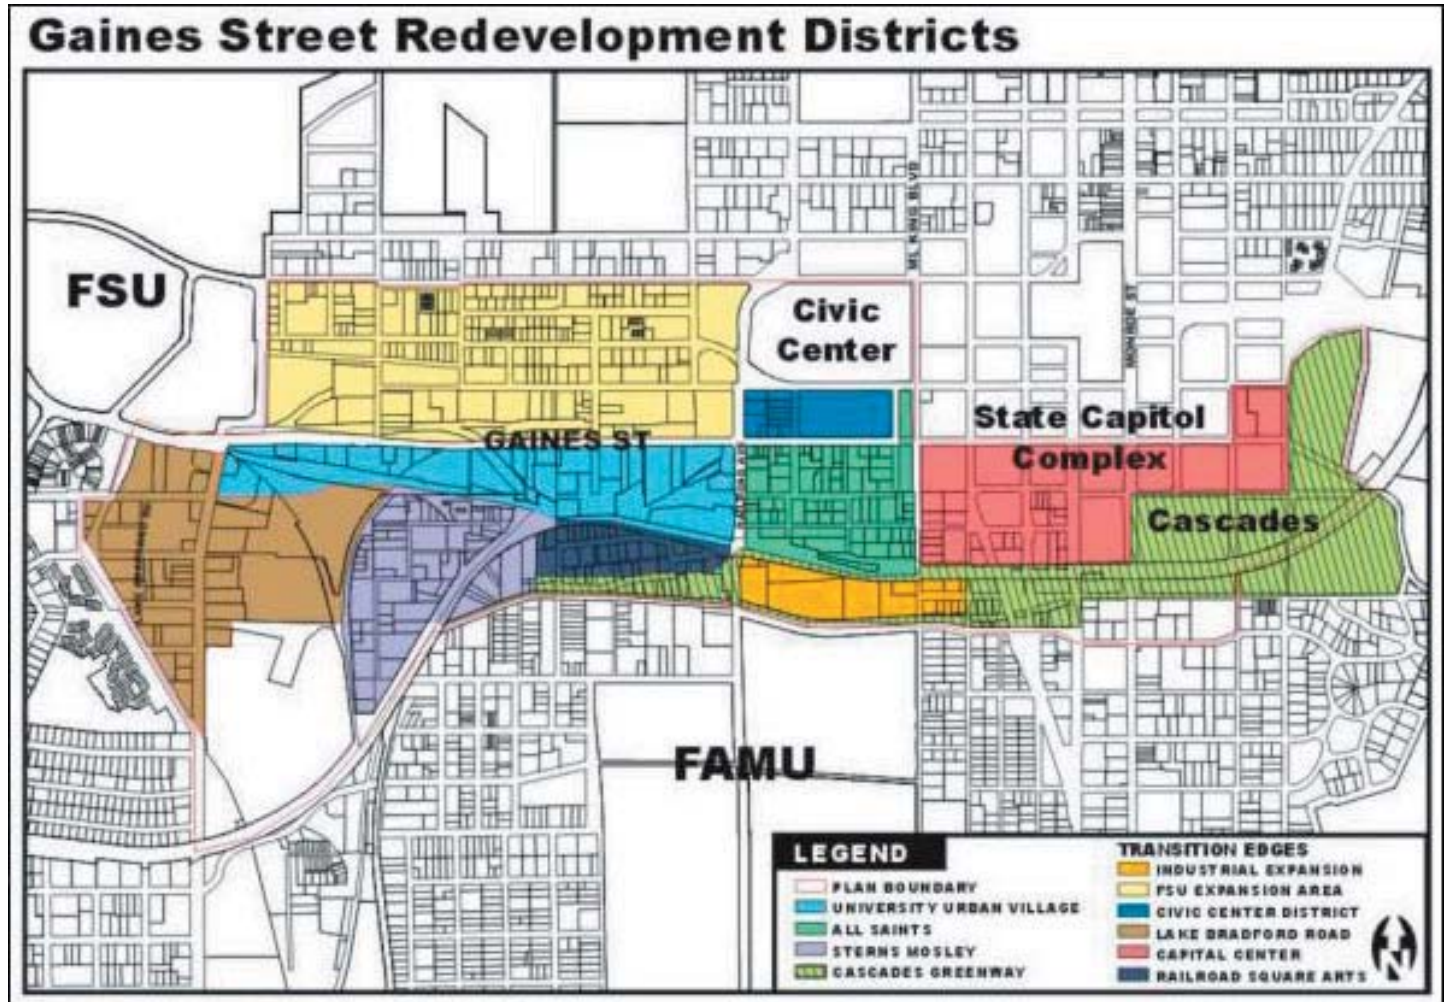 Gaines Street Redevelopment Districts
ML KING BLVD
FSU
Civic
Center
MONROE ST
State Capitol
Complex
GAINES ST
Cascades
FAMU
LEGEND
PLAN BOUNDARY
UNIVERSITY URBAN VILLAGE
ALL SAINTS
STERNS MOSLEY
CASCADES GREENWAY
TRANSITION EDGES
INDUSTRIAL EXPANSION
FSU EXPANSION AREA
CIVIC CENTER DISTRICT
LAKE BRADFORD ROAD
CAPITAL CENTER
RAILROAD SQUARE ARTS
N